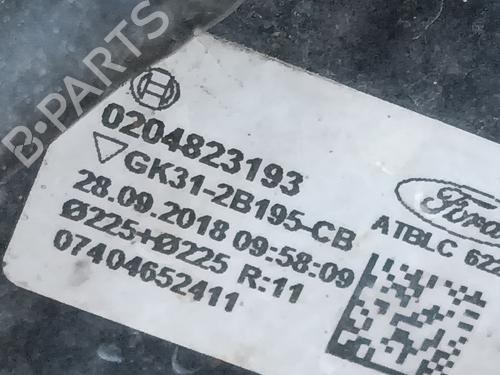 B-PARTS
0204823193
GK31-2B195-CB
28.09.2018 09:58:09
Ø225+Ø225 R:11
07404652411
Ford
ATBLC 622